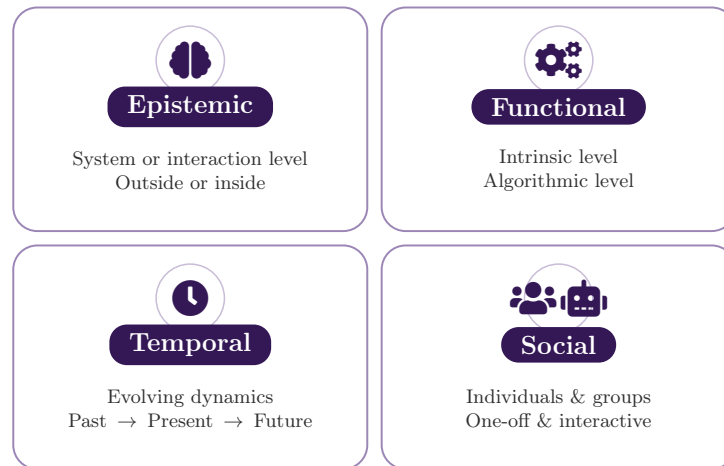 Epistemic
System or interaction level
Outside or inside
Functional
Intrinsic level
Algorithmic level
Temporal
Evolving dynamics
Past → Present → Future
Social
Individuals & groups
One-off & interactive